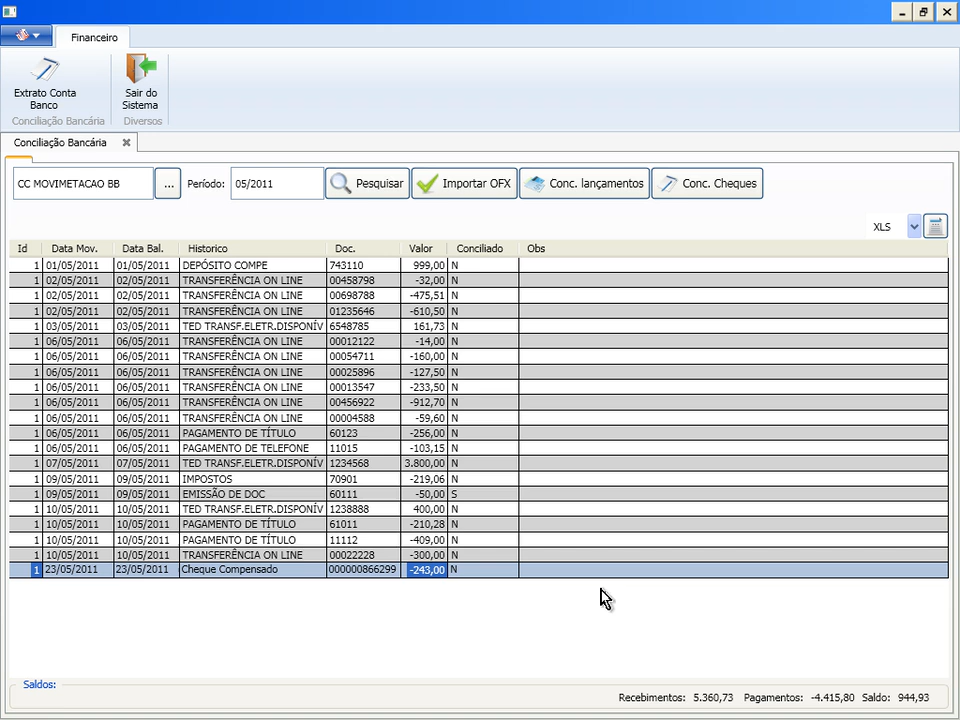 Financeiro
Extrato Conta Banco
Sair do Sistema
Conciliação Bancária
Diversos
Conciliação Bancária
CC MOVIMETACAO BB ... Período: 05/2011 Pesquisar Importar OFX Conc. lançamentos Conc. Cheques
XLS
Id Data Mov. Data Bal. Historico Doc. Valor Conciliado Obs
1 01/05/2011 01/05/2011 DEPÓSITO COMPE 743110 999,00 N
1 02/05/2011 02/05/2011 TRANSFERÊNCIA ON LINE 00458798 -32,00 N
1 02/05/2011 02/05/2011 TRANSFERÊNCIA ON LINE 00698788 -475,51 N
1 02/05/2011 02/05/2011 TRANSFERÊNCIA ON LINE 01235646 -610,50 N
1 03/05/2011 03/05/2011 TED TRANSF.ELETR.DISPONÍV 6548785 161,73 N
1 06/05/2011 06/05/2011 TRANSFERÊNCIA ON LINE 00012122 -14,00 N
1 06/05/2011 06/05/2011 TRANSFERÊNCIA ON LINE 00054711 -160,00 N
1 06/05/2011 06/05/2011 TRANSFERÊNCIA ON LINE 00025896 -127,50 N
1 06/05/2011 06/05/2011 TRANSFERÊNCIA ON LINE 00013547 -233,50 N
1 06/05/2011 06/05/2011 TRANSFERÊNCIA ON LINE 00456922 -912,70 N
1 06/05/2011 06/05/2011 TRANSFERÊNCIA ON LINE 00004588 -59,60 N
1 06/05/2011 06/05/2011 PAGAMENTO DE TÍTULO 60123 -256,00 N
1 06/05/2011 06/05/2011 PAGAMENTO DE TELEFONE 11015 -103,15 N
1 07/05/2011 07/05/2011 TED TRANSF.ELETR.DISPONÍV 1234568 3.800,00 N
1 09/05/2011 09/05/2011 IMPOSTOS 70901 -219,06 N
1 09/05/2011 09/05/2011 EMISSÃO DE DOC 60111 -50,00 S
1 10/05/2011 10/05/2011 TED TRANSF.ELETR.DISPONÍV 1238888 400,00 N
1 10/05/2011 10/05/2011 PAGAMENTO DE TÍTULO 61011 -210,28 N
1 10/05/2011 10/05/2011 PAGAMENTO DE TÍTULO 11112 -409,00 N
1 10/05/2011 10/05/2011 TRANSFERÊNCIA ON LINE 00022228 -300,00 N
1 23/05/2011 23/05/2011 Cheque Compensado 000000866299 -243,00 N
Saldos:
Recebimentos: 5.360,73 Pagamentos: -4.415,80 Saldo: 944,93